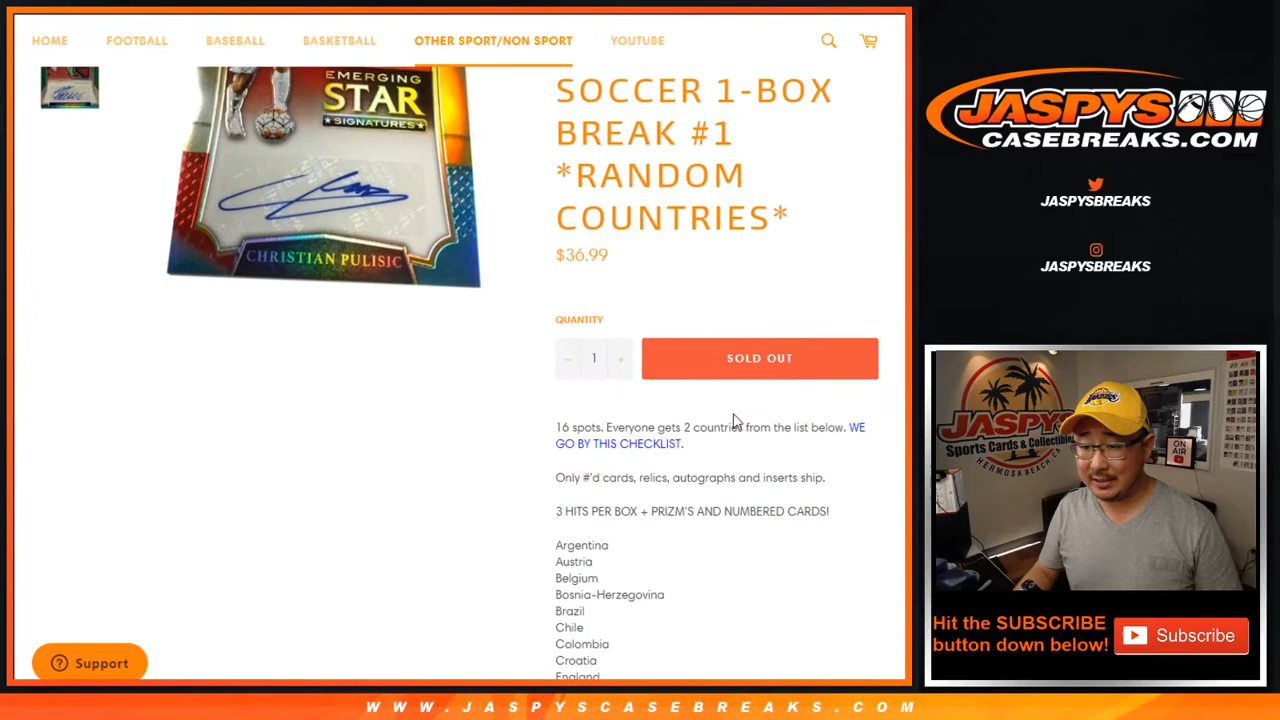 HOME FOOTBALL BASEBALL BASKETBALL OTHER SPORT/NON SPORT YOUTUBE
EMERGING
STAR
SIGNATURES
CHRISTIAN PULISIC
SOCCER 1-BOX
BREAK #1
*RANDOM
COUNTRIES*
$36.99
QUANTITY
− 1 +
SOLD OUT
16 spots. Everyone gets 2 countries from the list below. WE
GO BY THIS CHECKLIST.
Only #'d cards, relics, autographs and inserts ship.
3 HITS PER BOX + PRIZM'S AND NUMBERED CARDS!
Argentina
Austria
Belgium
Bosnia-Herzegovina
Brazil
Chile
Colombia
Croatia
England
Support
JASPYS
CASEBREAKS.COM
JASPYSBREAKS
JASPYSBREAKS
JASPYS
Sports Cards & Collectibles
HERMOSA BEACH, CA
ON
AIR
Hit the SUBSCRIBE
button down below!
Subscribe
WWW.JASPYSCASEBREAKS.COM